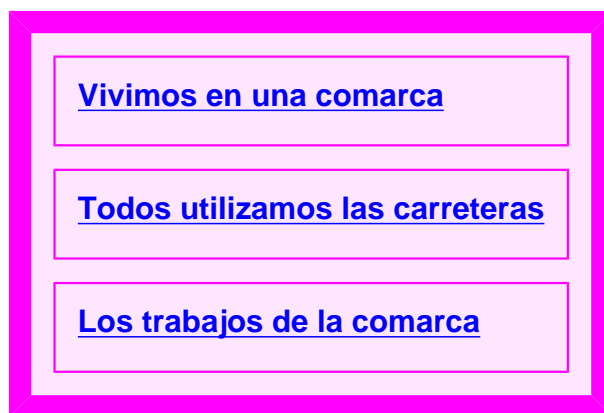 Vivimos en una comarca
Todos utilizamos las carreteras
Los trabajos de la comarca